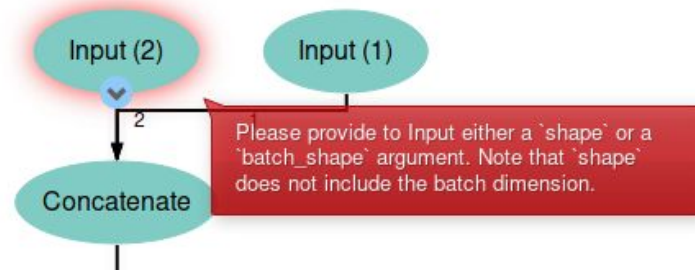 Input (2)
Input (1)
2
1
Please provide to Input either a `shape` or a
`batch_shape` argument. Note that `shape`
does not include the batch dimension.
Concatenate